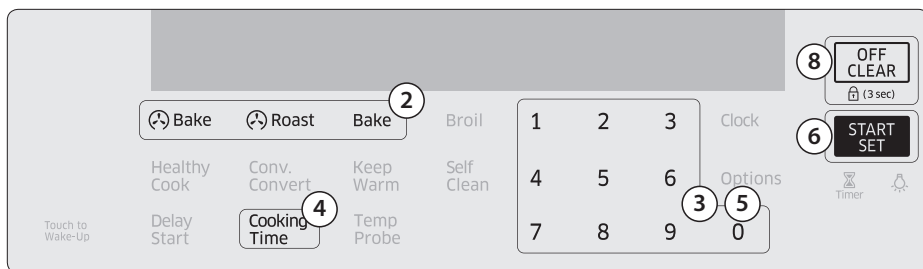 8
OFF
CLEAR
(3 sec)
2
Bake Roast Bake Broil
1 2 3
Clock
6
START
SET
Healthy
Cook
Conv.
Convert
Keep
Warm
Self
Clean
4 5 6
Options
Timer
4
3 5
Touch to
Wake-Up
Delay
Start
Cooking
Time
Temp
Probe
7 8 9 0